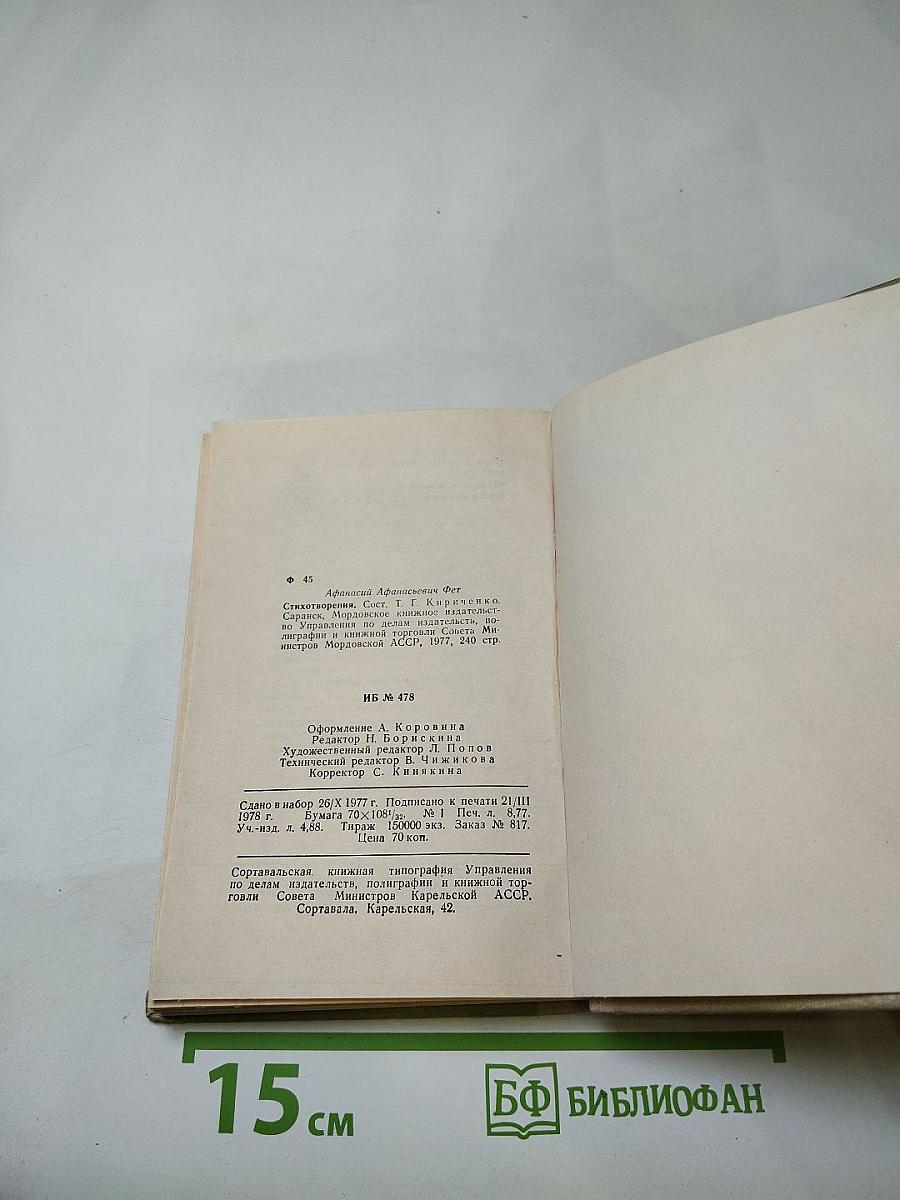 Ф 45
Афанасий Афанасьевич Фет
Стихотворения. Сост. Т. Г. Кириченко.
Саранск, Мордовское книжное издательст-
во Управления по делам издательств, по-
лиграфии и книжной торговли Совета Ми-
нистров Мордовской АССР, 1977, 240 стр.
ИБ № 478
Оформление А. Коровина
Редактор Н. Борискина
Художественный редактор Л. Попов
Технический редактор В. Чижикова
Корректор С. Кинякина
Сдано в набор 26/X 1977 г. Подписано к печати 21/III
1978 г. Бумага 70×108¹/₃₂. № 1 Печ. л. 8,77.
Уч.-изд. л. 4,88. Тираж 150000 экз. Заказ № 817.
Цена 70 коп.
Сортавальская книжная типография Управления
по делам издательств, полиграфии и книжной тор-
говли Совета Министров Карельской АССР.
Сортавала, Карельская, 42.
15 см
БФ БИБЛИОФАН